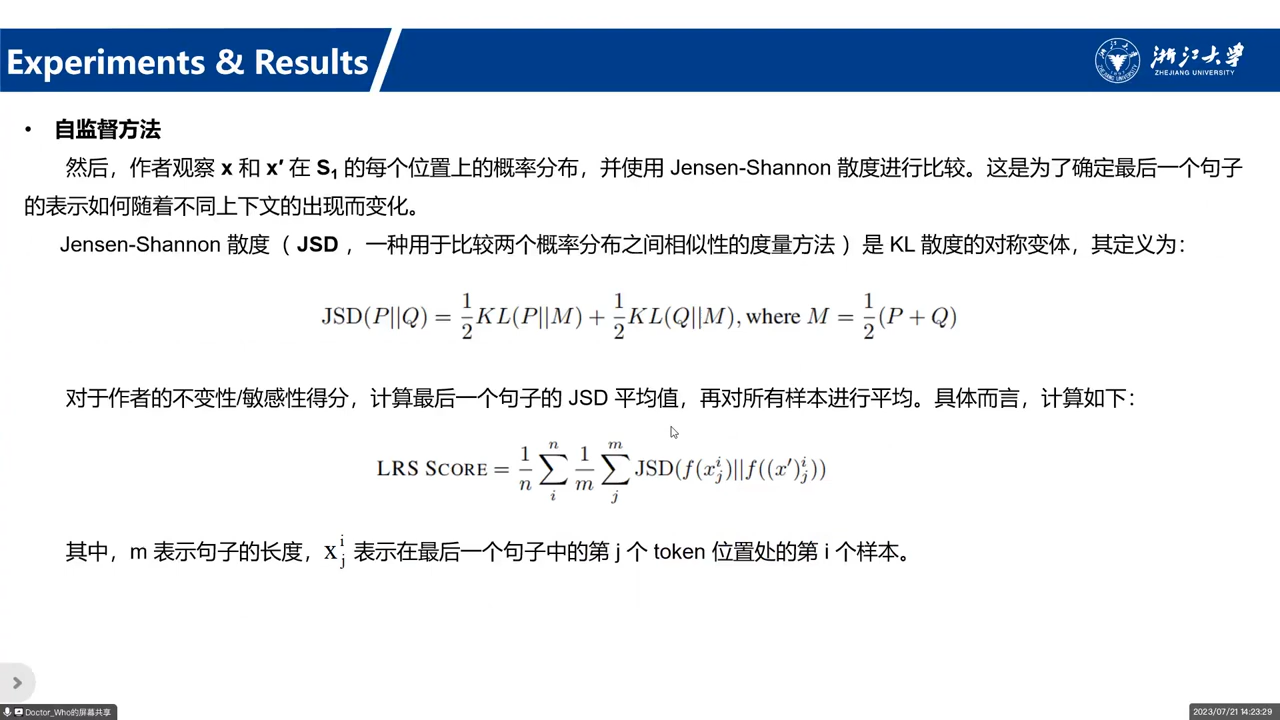 Experiments & Results
浙江大学
ZHEJIANG UNIVERSITY
• 自监督方法
然后，作者观察 x 和 x′ 在 S₁ 的每个位置上的概率分布，并使用 Jensen-Shannon 散度进行比较。这是为了确定最后一个句子
的表示如何随着不同上下文的出现而变化。
Jensen-Shannon 散度（ JSD ，一种用于比较两个概率分布之间相似性的度量方法 ）是 KL 散度的对称变体，其定义为：
JSD(P||Q) = \frac{1}{2}KL(P||M) + \frac{1}{2}KL(Q||M), where M = \frac{1}{2}(P + Q)
对于作者的不变性/敏感性得分，计算最后一个句子的 JSD 平均值，再对所有样本进行平均。具体而言，计算如下：
LRS SCORE = \frac{1}{n} \sum_{i}^{n} \frac{1}{m} \sum_{j}^{m} JSD(f(x_j^i)||f((x′)_j^i))
其中，m 表示句子的长度，x_j^i 表示在最后一个句子中的第 j 个 token 位置处的第 i 个样本。
Doctor_Who的屏幕共享
2023/07/21 14:23:29